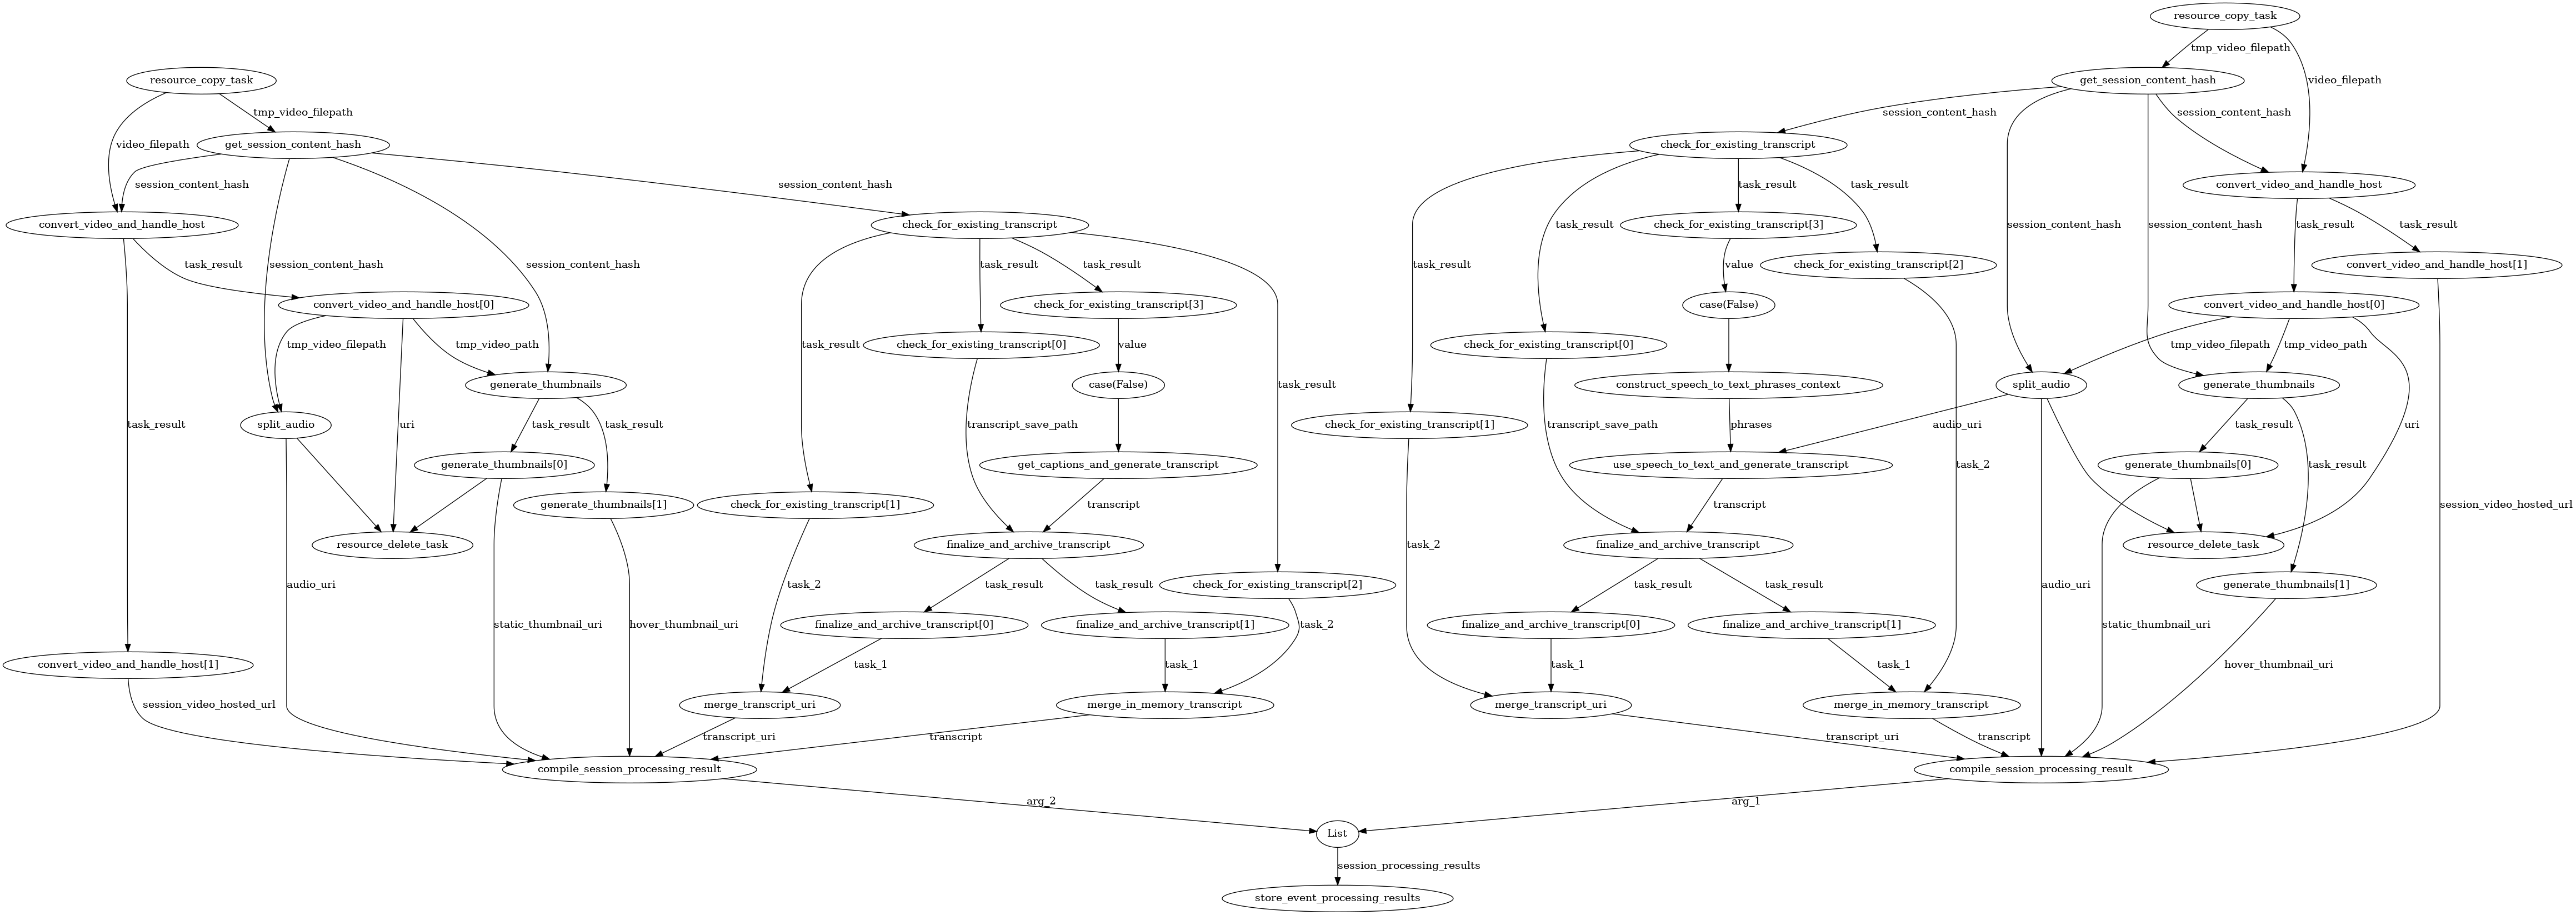 resource_copy_task
tmp_video_filepath
resource_copy_task
get_session_content_hash
video_filepath
tmp_video_filepath
session_content_hash
session_content_hash
video_filepath
get_session_content_hash
check_for_existing_transcript
session_content_hash
session_content_hash
task_result
task_result
convert_video_and_handle_host
convert_video_and_handle_host
check_for_existing_transcript
check_for_existing_transcript[3]
session_content_hash
session_content_hash
task_result
task_result
task_result
session_content_hash
session_content_hash
task_result
task_result
task_result
task_result
value
check_for_existing_transcript[2]
convert_video_and_handle_host[1]
convert_video_and_handle_host[0]
check_for_existing_transcript[3]
case(False)
convert_video_and_handle_host[0]
tmp_video_filepath
uri
tmp_video_path
task_result
check_for_existing_transcript[0]
value
check_for_existing_transcript[0]
tmp_video_filepath
tmp_video_path
generate_thumbnails
case(False)
task_result
construct_speech_to_text_phrases_context
split_audio
generate_thumbnails
split_audio
task_result
task_result
task_result
transcript_save_path
check_for_existing_transcript[1]
transcript_save_path
phrases
audio_uri
task_result
uri
generate_thumbnails[0]
get_captions_and_generate_transcript
use_speech_to_text_and_generate_transcript
task_2
generate_thumbnails[0]
task_result
generate_thumbnails[1]
check_for_existing_transcript[1]
transcript
transcript
session_video_hosted_url
resource_delete_task
finalize_and_archive_transcript
task_2
finalize_and_archive_transcript
resource_delete_task
audio_uri
task_2
task_result
task_result
check_for_existing_transcript[2]
task_result
task_result
audio_uri
generate_thumbnails[1]
static_thumbnail_uri
hover_thumbnail_uri
finalize_and_archive_transcript[0]
finalize_and_archive_transcript[1]
task_2
finalize_and_archive_transcript[0]
finalize_and_archive_transcript[1]
static_thumbnail_uri
convert_video_and_handle_host[1]
task_1
task_1
task_1
task_1
hover_thumbnail_uri
session_video_hosted_url
merge_transcript_uri
merge_in_memory_transcript
merge_transcript_uri
merge_in_memory_transcript
transcript_uri
transcript
transcript_uri
transcript
compile_session_processing_result
compile_session_processing_result
arg_2
arg_1
List
session_processing_results
store_event_processing_results